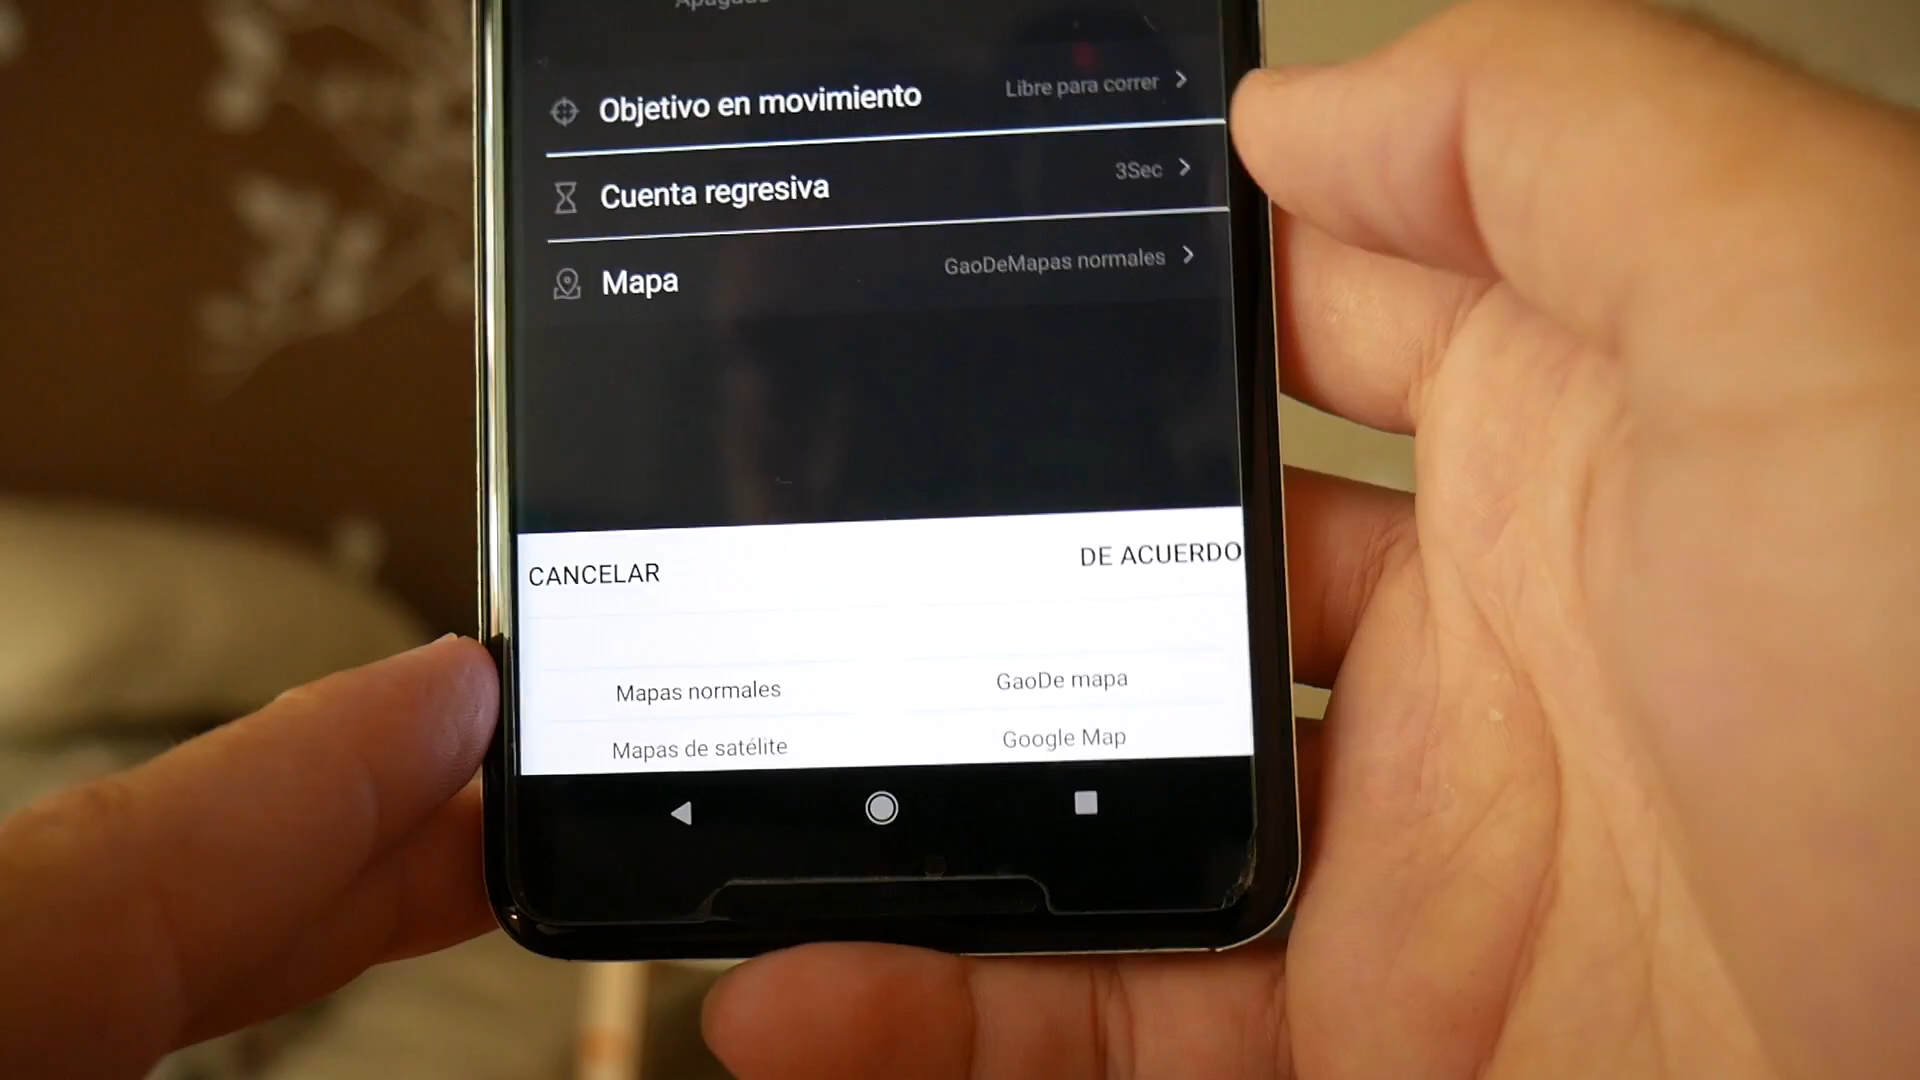 Objetivo en movimiento Libre para correr
Cuenta regresiva 3Sec
Mapa GaoDeMapas normales
CANCELAR DE ACUERDO
Mapas normales GaoDe mapa
Mapas de satélite Google Map